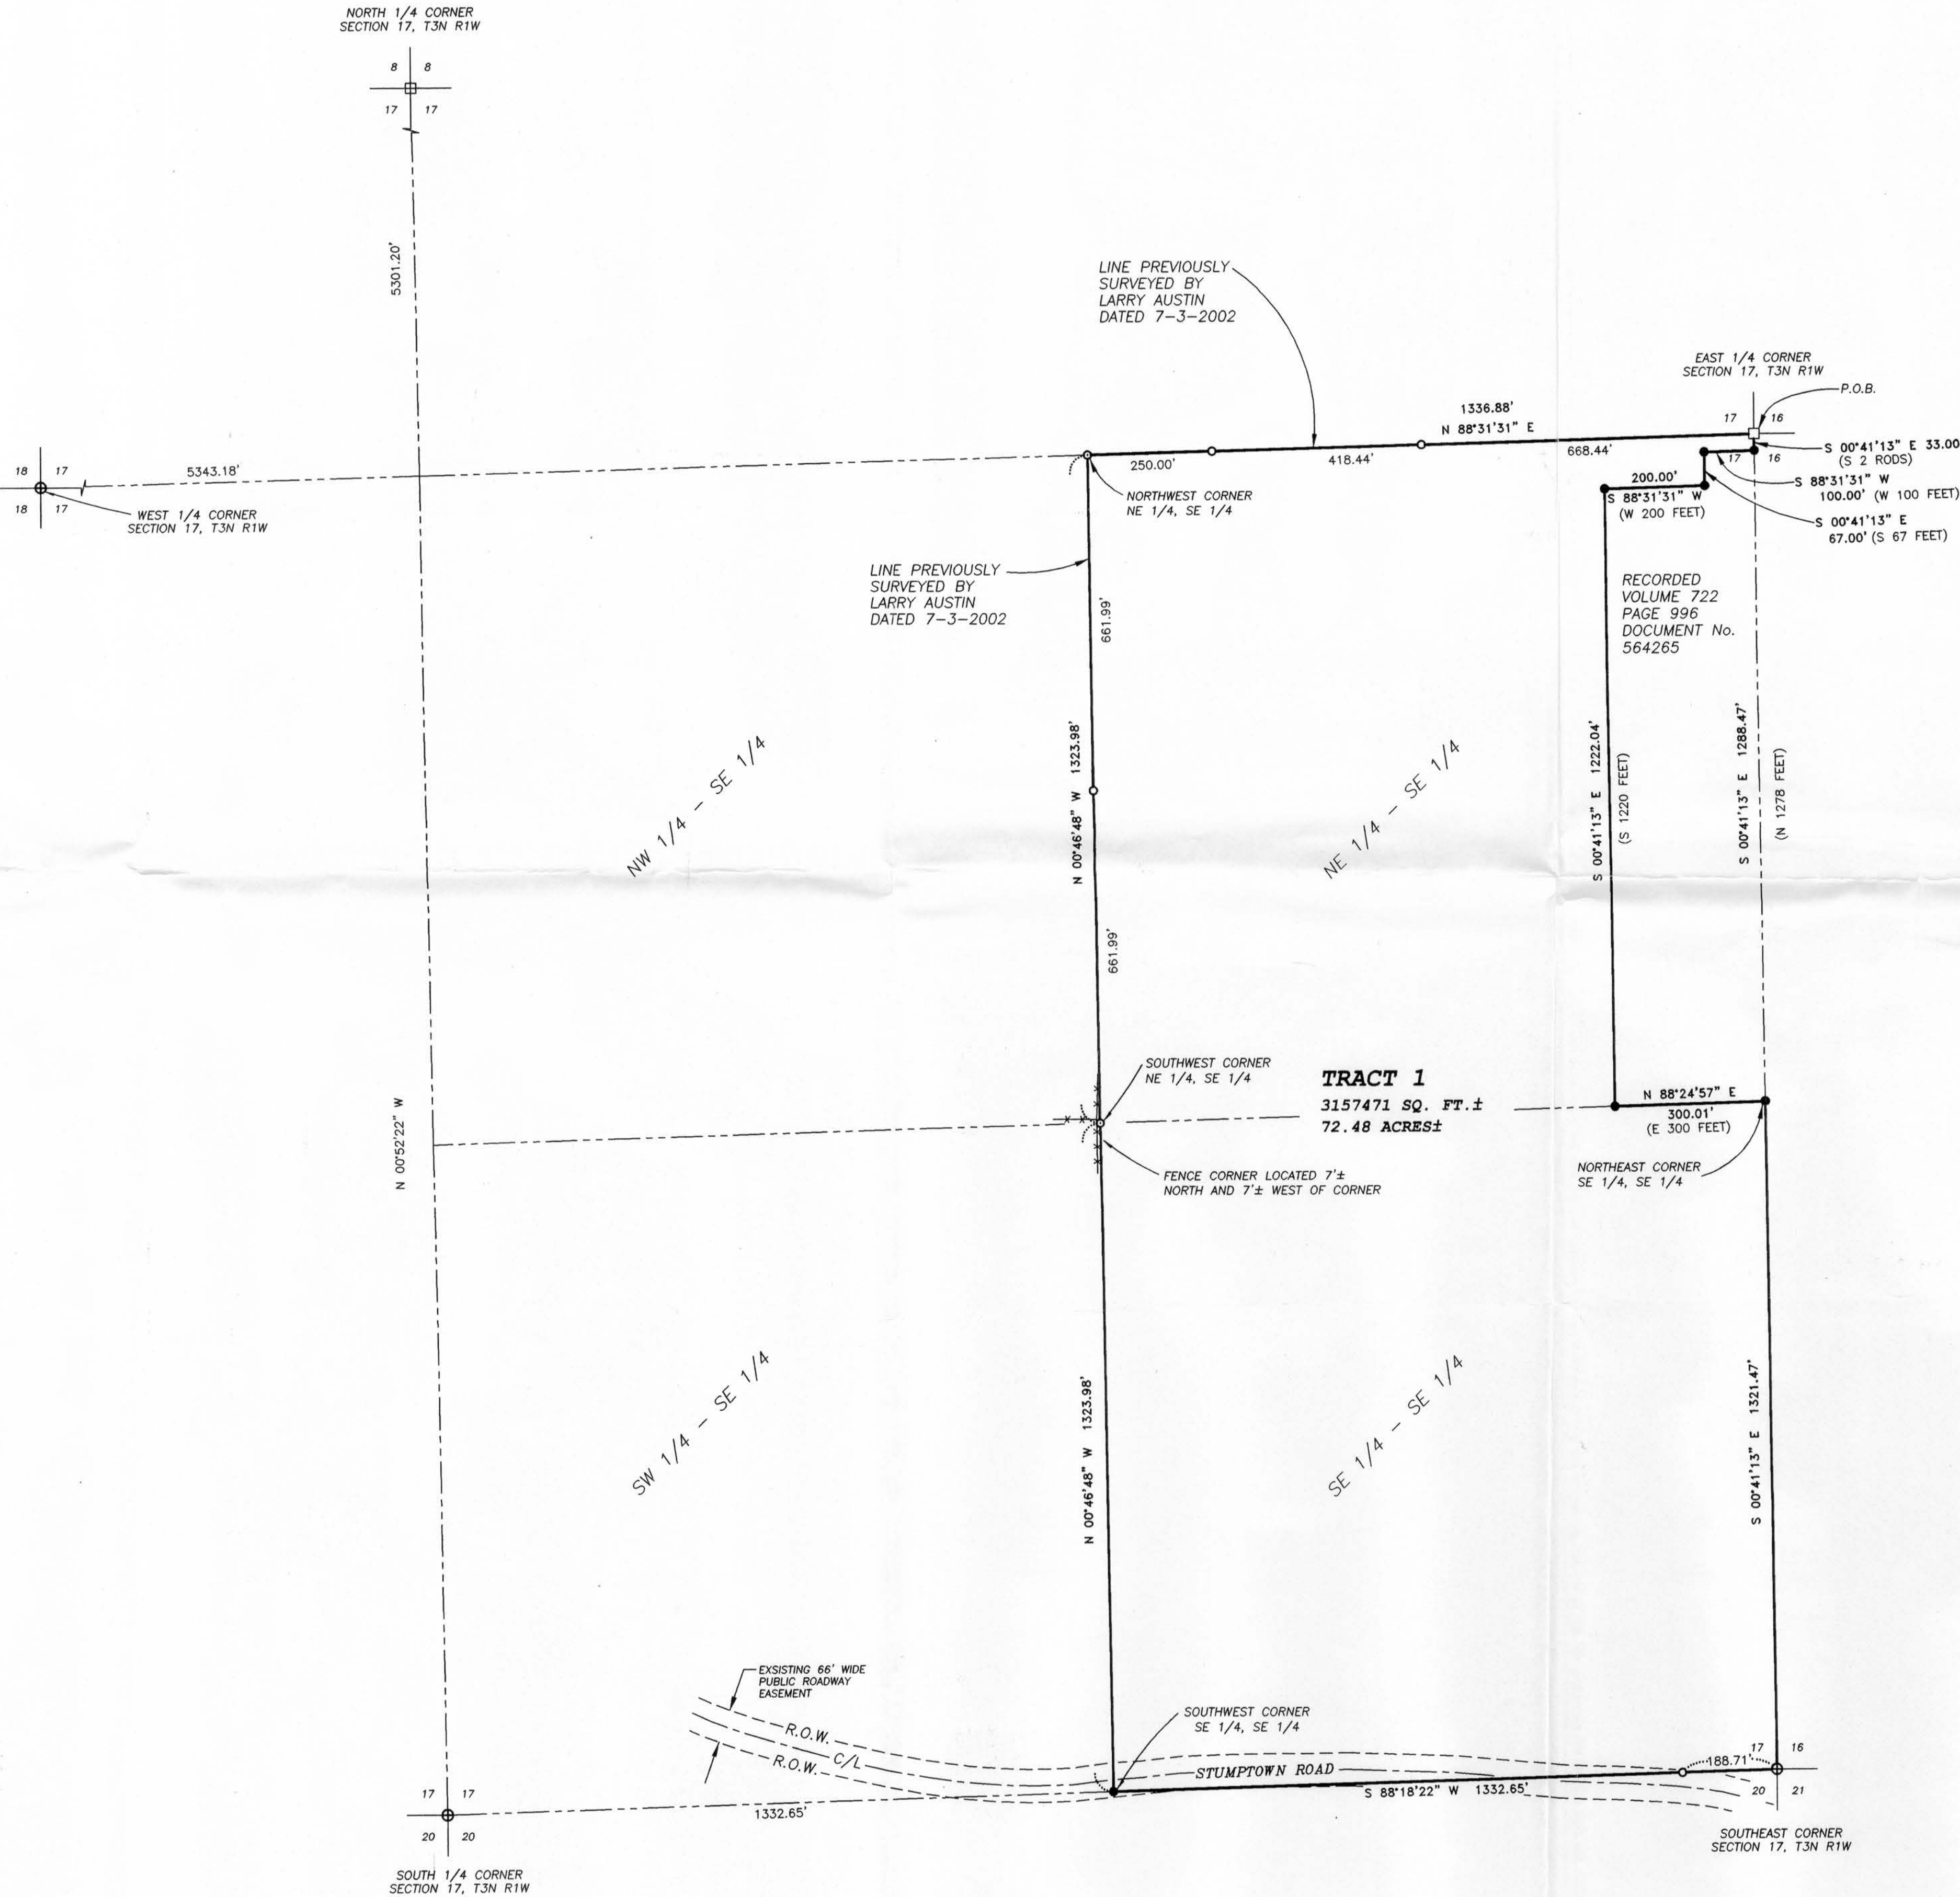 NORTH 1/4 CORNER
SECTION 17, T3N R1W
8 8
17 17
5301.20'
LINE PREVIOUSLY
SURVEYED BY
LARRY AUSTIN
DATED 7-3-2002
EAST 1/4 CORNER
SECTION 17, T3N R1W
P.O.B.
1336.88'
N 88°31'31" E
17 16
18 17
5343.18'
18 17
WEST 1/4 CORNER
SECTION 17, T3N R1W
250.00'
418.44'
668.44'
S 00°41'13" E 33.00
(S 2 RODS)
17 16
S 88°31'31" W
100.00' (W 100 FEET)
200.00'
S 88°31'31" W
(W 200 FEET)
S 00°41'13" E
67.00' (S 67 FEET)
NORTHWEST CORNER
NE 1/4, SE 1/4
LINE PREVIOUSLY
SURVEYED BY
LARRY AUSTIN
DATED 7-3-2002
661.99'
RECORDED
VOLUME 722
PAGE 996
DOCUMENT No.
564265
NW 1/4 - SE 1/4
N 00°46'48" W 1323.98'
NE 1/4 - SE 1/4
S 00°41'13" E 1222.04'
(S 1220 FEET)
S 00°41'13" E 1288.47'
(N 1278 FEET)
661.99'
SOUTHWEST CORNER
NE 1/4, SE 1/4
TRACT 1
3157471 SQ. FT.±
72.48 ACRES±
N 88°24'57" E
300.01'
(E 300 FEET)
N 00°52'22" W
FENCE CORNER LOCATED 7'±
NORTH AND 7'± WEST OF CORNER
NORTHEAST CORNER
SE 1/4, SE 1/4
SW 1/4 - SE 1/4
N 00°46'48" W 1323.98'
SE 1/4 - SE 1/4
S 00°41'13" E 1321.47'
EXSISTING 66' WIDE
PUBLIC ROADWAY
EASEMENT
R.O.W.
C/L
R.O.W.
SOUTHWEST CORNER
SE 1/4, SE 1/4
STUMPTOWN ROAD
188.71'
17 16
20 21
17 17
20 20
1332.65'
S 88°18'22" W 1332.65'
SOUTHEAST CORNER
SECTION 17, T3N R1W
SOUTH 1/4 CORNER
SECTION 17, T3N R1W